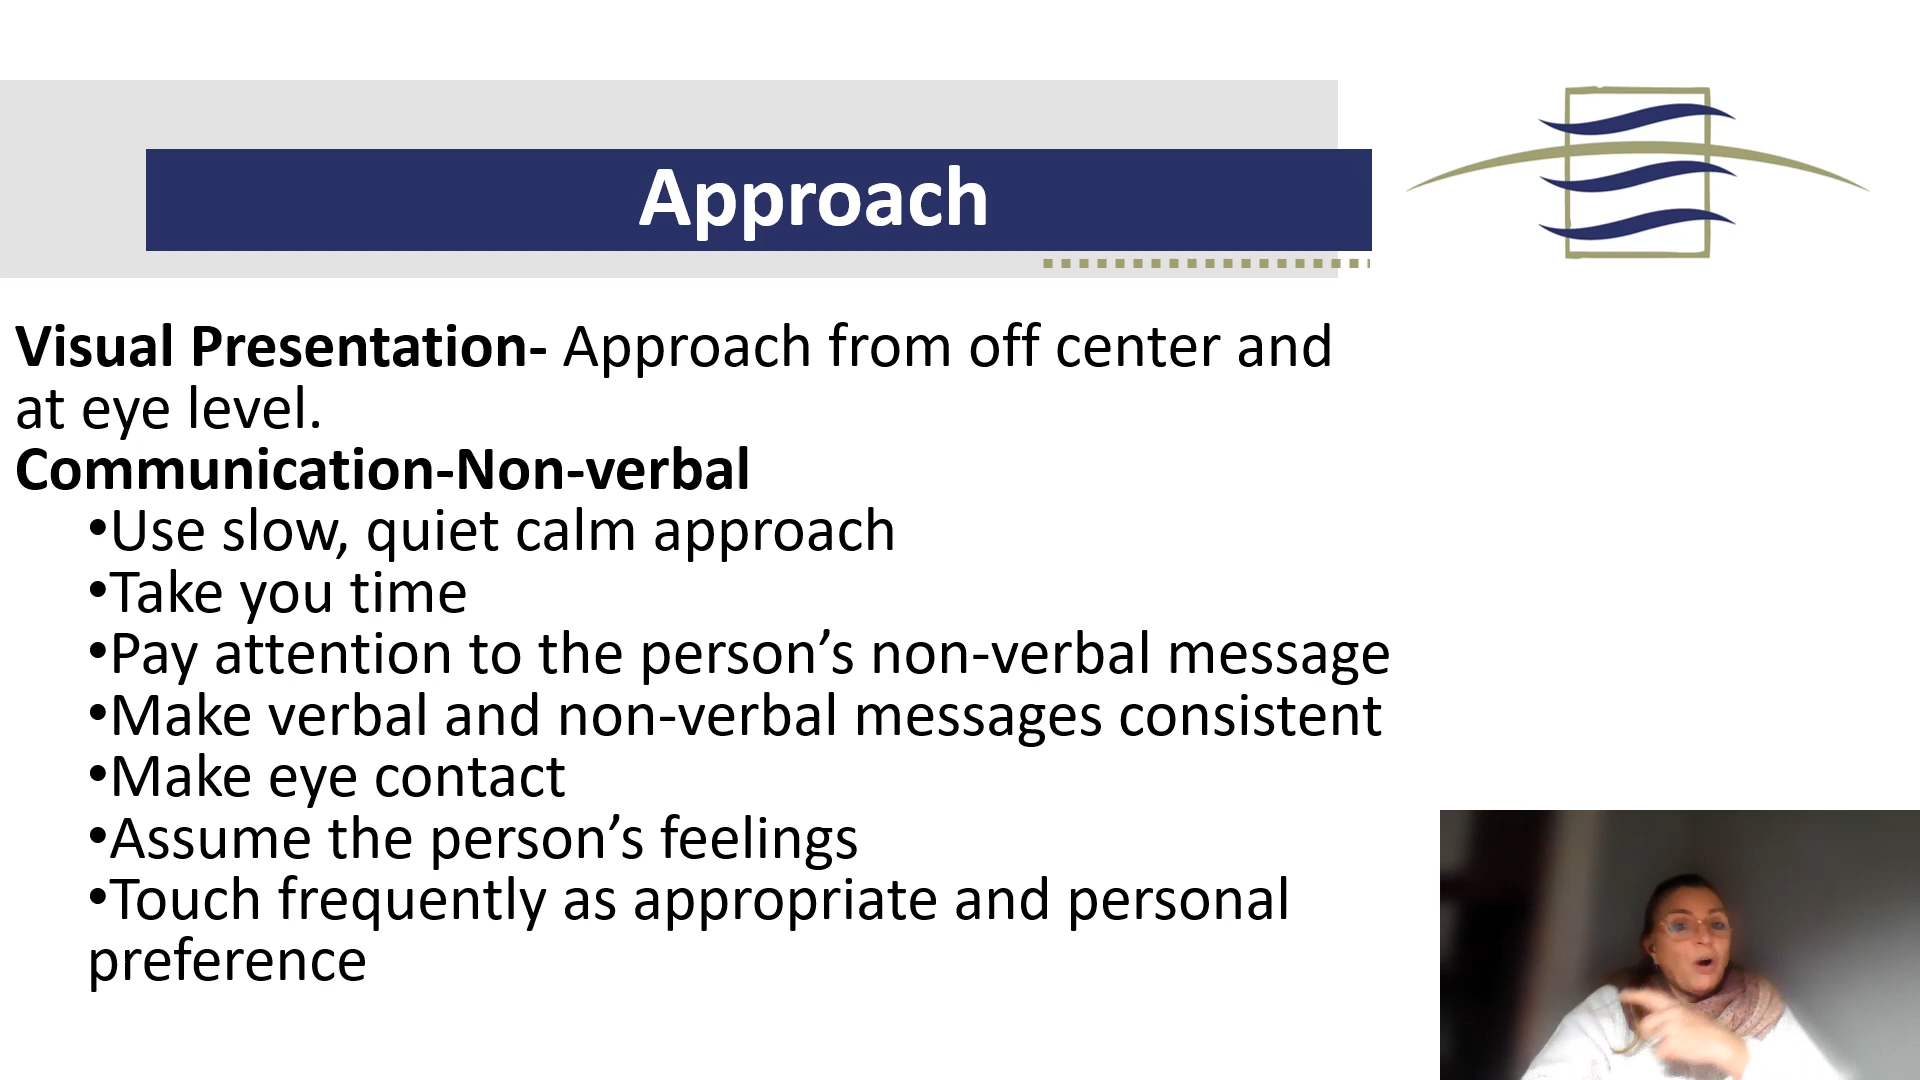 Approach
Visual Presentation- Approach from off center and
at eye level.
Communication-Non-verbal
•Use slow, quiet calm approach
•Take you time
•Pay attention to the person’s non-verbal message
•Make verbal and non-verbal messages consistent
•Make eye contact
•Assume the person’s feelings
•Touch frequently as appropriate and personal
preference